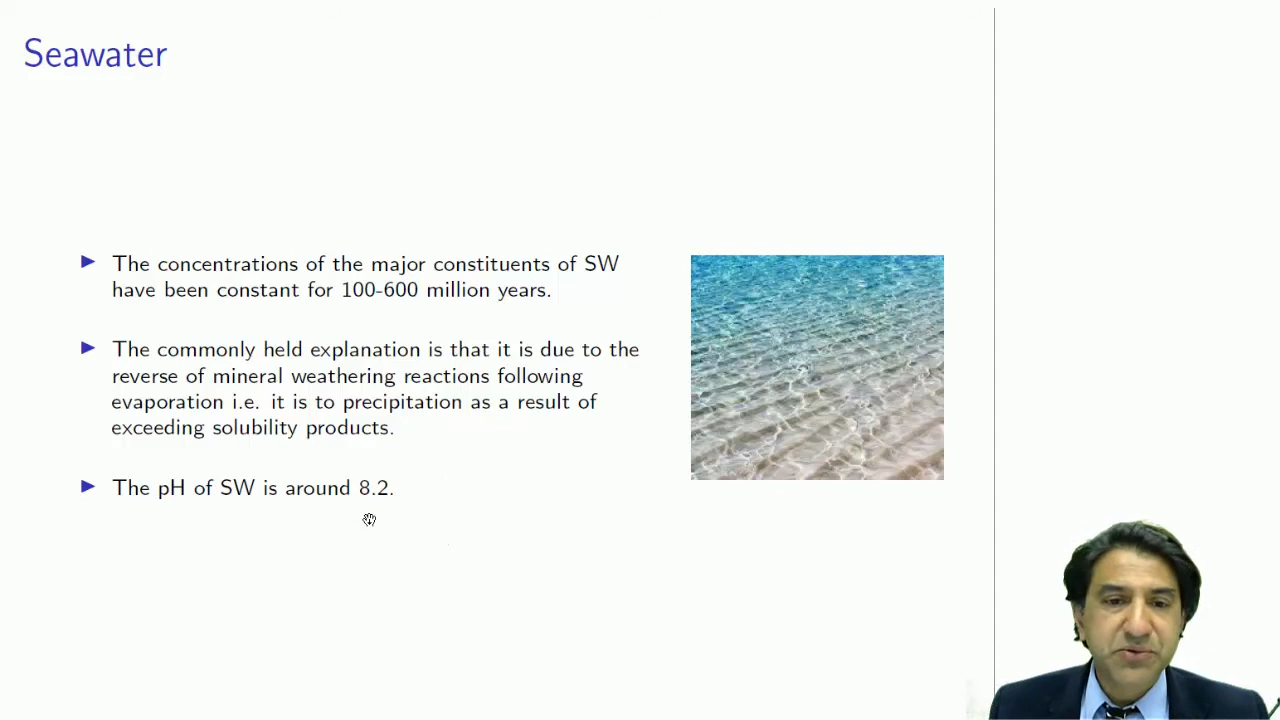 Seawater
The concentrations of the major constituents of SW
have been constant for 100-600 million years.
The commonly held explanation is that it is due to the
reverse of mineral weathering reactions following
evaporation i.e. it is to precipitation as a result of
exceeding solubility products.
The pH of SW is around 8.2.